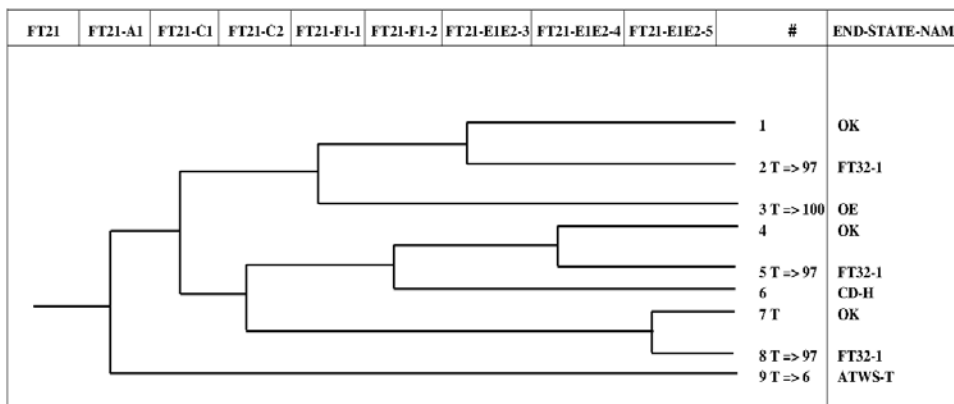 FT21 FT21-A1 FT21-C1 FT21-C2 FT21-F1-1 FT21-F1-2 FT21-E1E2-3 FT21-E1E2-4 FT21-E1E2-5 # END-STATE-NAM
1 OK
2 T => 97 FT32-1
3 T => 100 OE
4 OK
5 T => 97 FT32-1
6 CD-H
7 T OK
8 T => 97 FT32-1
9 T => 6 ATWS-T